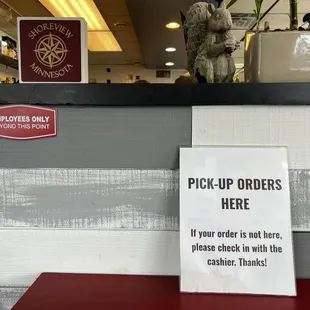 SHOREVIEW
MINNESOTA
EMPLOYEES ONLY
BEYOND THIS POINT
PICK-UP ORDERS
HERE
If your order is not here,
please check in with the
cashier. Thanks!